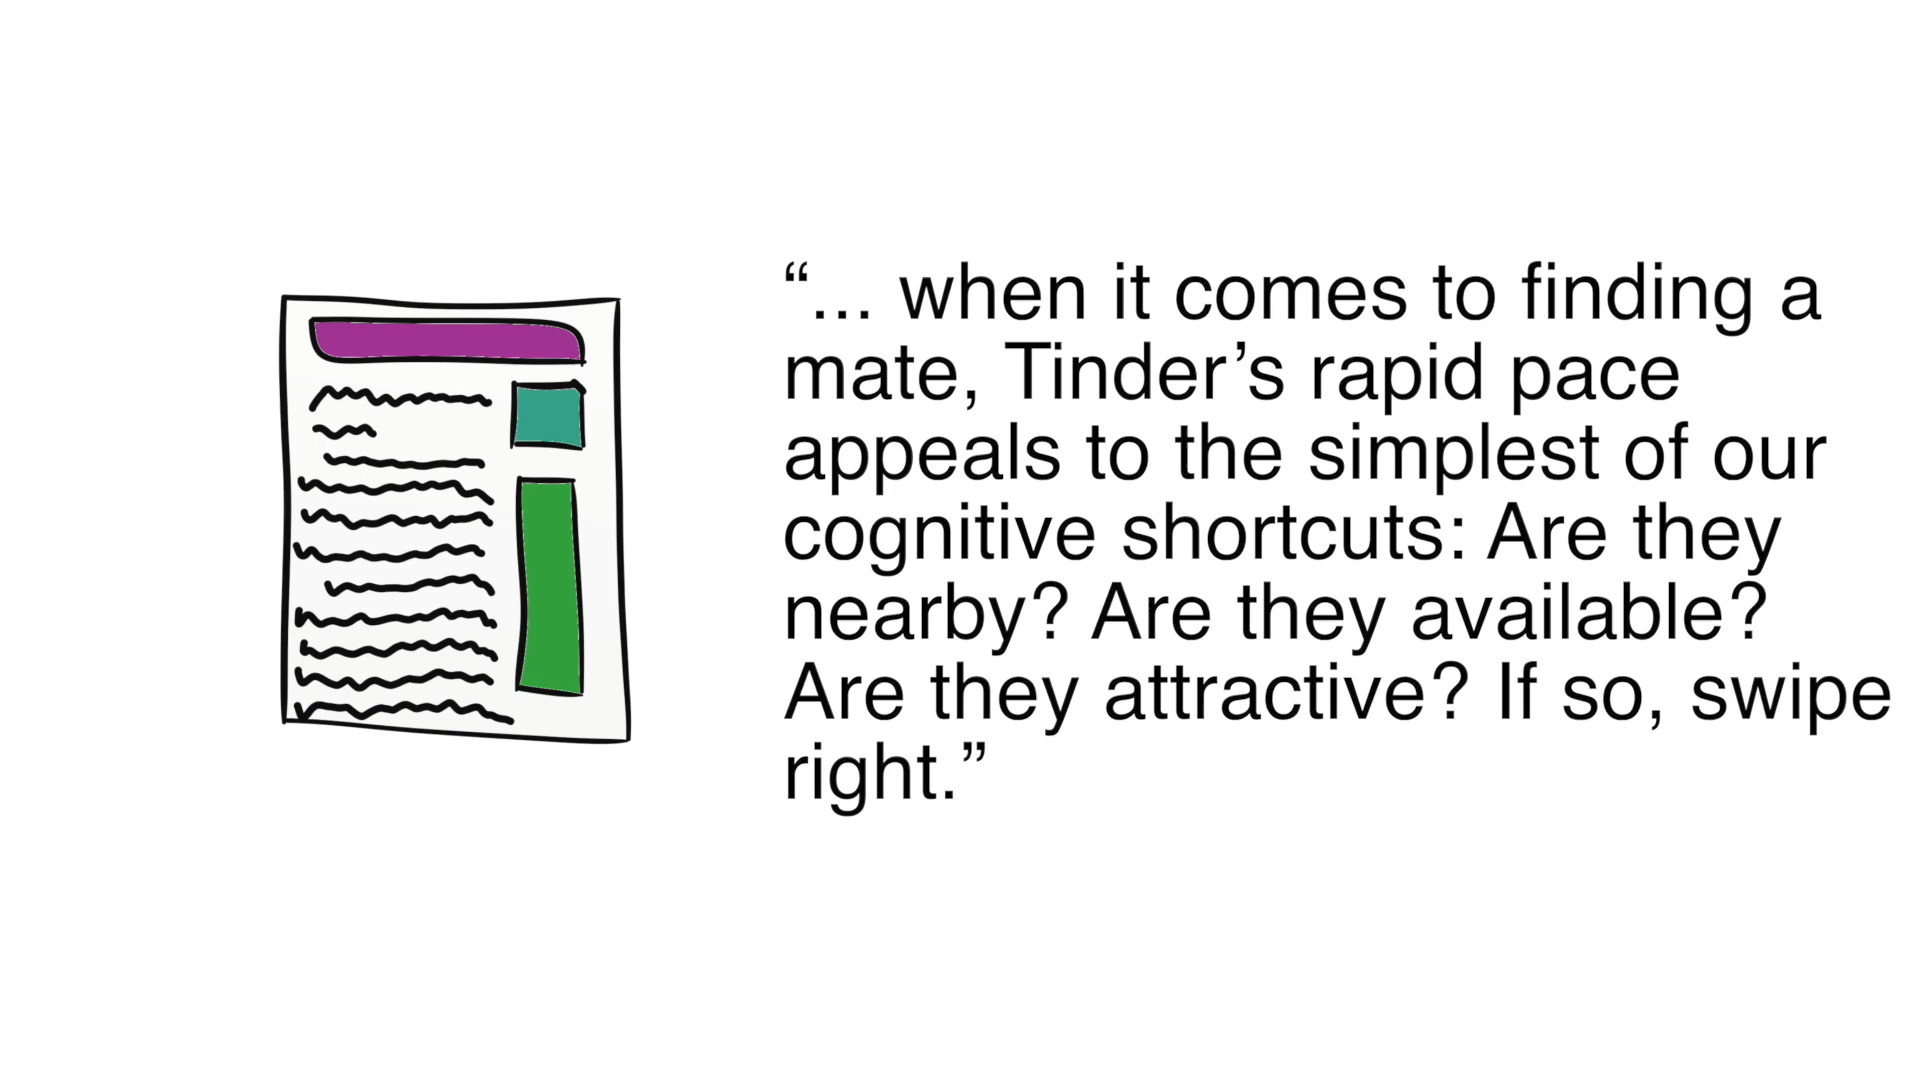 “... when it comes to finding a
mate, Tinder’s rapid pace
appeals to the simplest of our
cognitive shortcuts: Are they
nearby? Are they available?
Are they attractive? If so, swipe
right.”